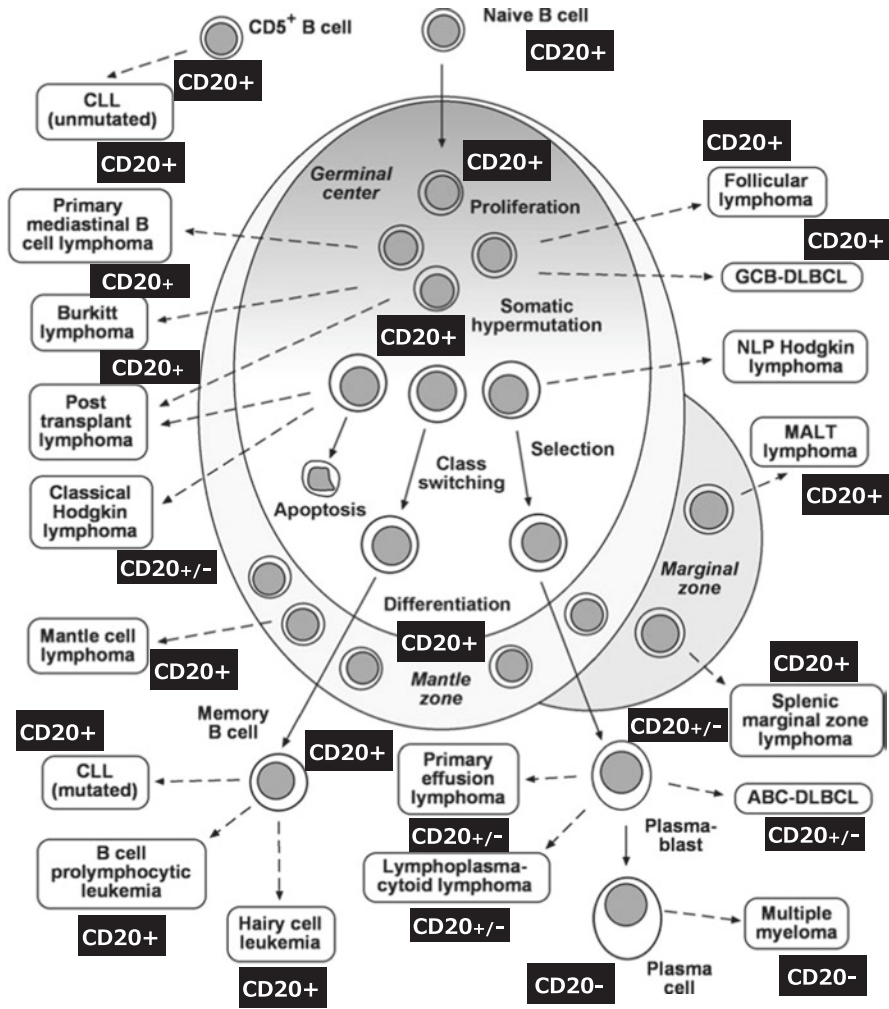 CD5+ B cell
CD20+
Naive B cell
CD20+
CLL
(unmutated)
CD20+
Germinal
center
CD20+
Proliferation
CD20+
Follicular
lymphoma
CD20+
Primary
mediastinal B
cell lymphoma
CD20+
GCB-DLBCL
Burkitt
lymphoma
CD20+
Somatic
hypermutation
CD20+
NLP Hodgkin
lymphoma
Post
transplant
lymphoma
MALT
lymphoma
CD20+
Selection
Class
switching
Apoptosis
Classical
Hodgkin
lymphoma
CD20+/-
Marginal
zone
Differentiation
CD20+
Mantle cell
lymphoma
CD20+
Mantle
zone
CD20+
Splenic
marginal zone
lymphoma
Memory
B cell
CD20+
CD20+
CLL
(mutated)
CD20+/-
Primary
effusion
lymphoma
CD20+/-
ABC-DLBCL
CD20+/-
Plasma-
blast
B cell
prolymphocytic
leukemia
CD20+
Lymphoplasma-
cytoid lymphoma
CD20+/-
Hairy cell
leukemia
CD20+
Multiple
myeloma
CD20-
Plasma
cell
CD20-